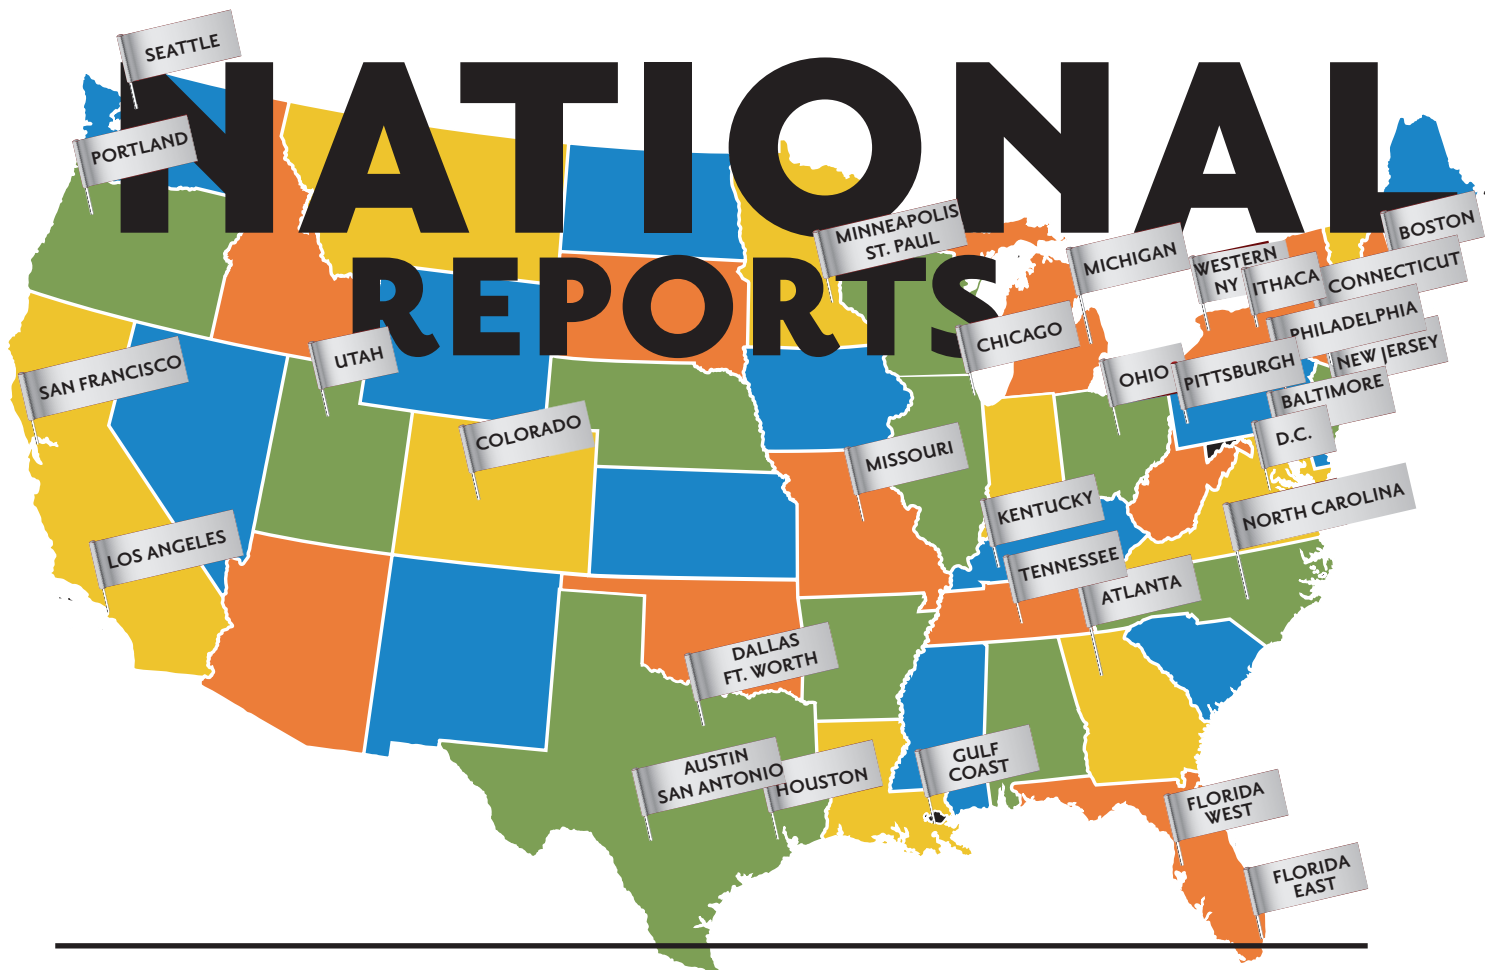 NATIONAL
REPORTS
SEATTLE
PORTLAND
SAN FRANCISCO
LOS ANGELES
UTAH
COLORADO
MINNEAPOLIS
ST. PAUL
MISSOURI
DALLAS
FT. WORTH
AUSTIN
SAN ANTONIO
HOUSTON
GULF
COAST
CHICAGO
MICHIGAN
OHIO
KENTUCKY
TENNESSEE
ATLANTA
WESTERN
NY
ITHACA
BOSTON
CONNECTICUT
PHILADELPHIA
NEW JERSEY
PITTSBURGH
BALTIMORE
D.C.
NORTH CAROLINA
FLORIDA
WEST
FLORIDA
EAST